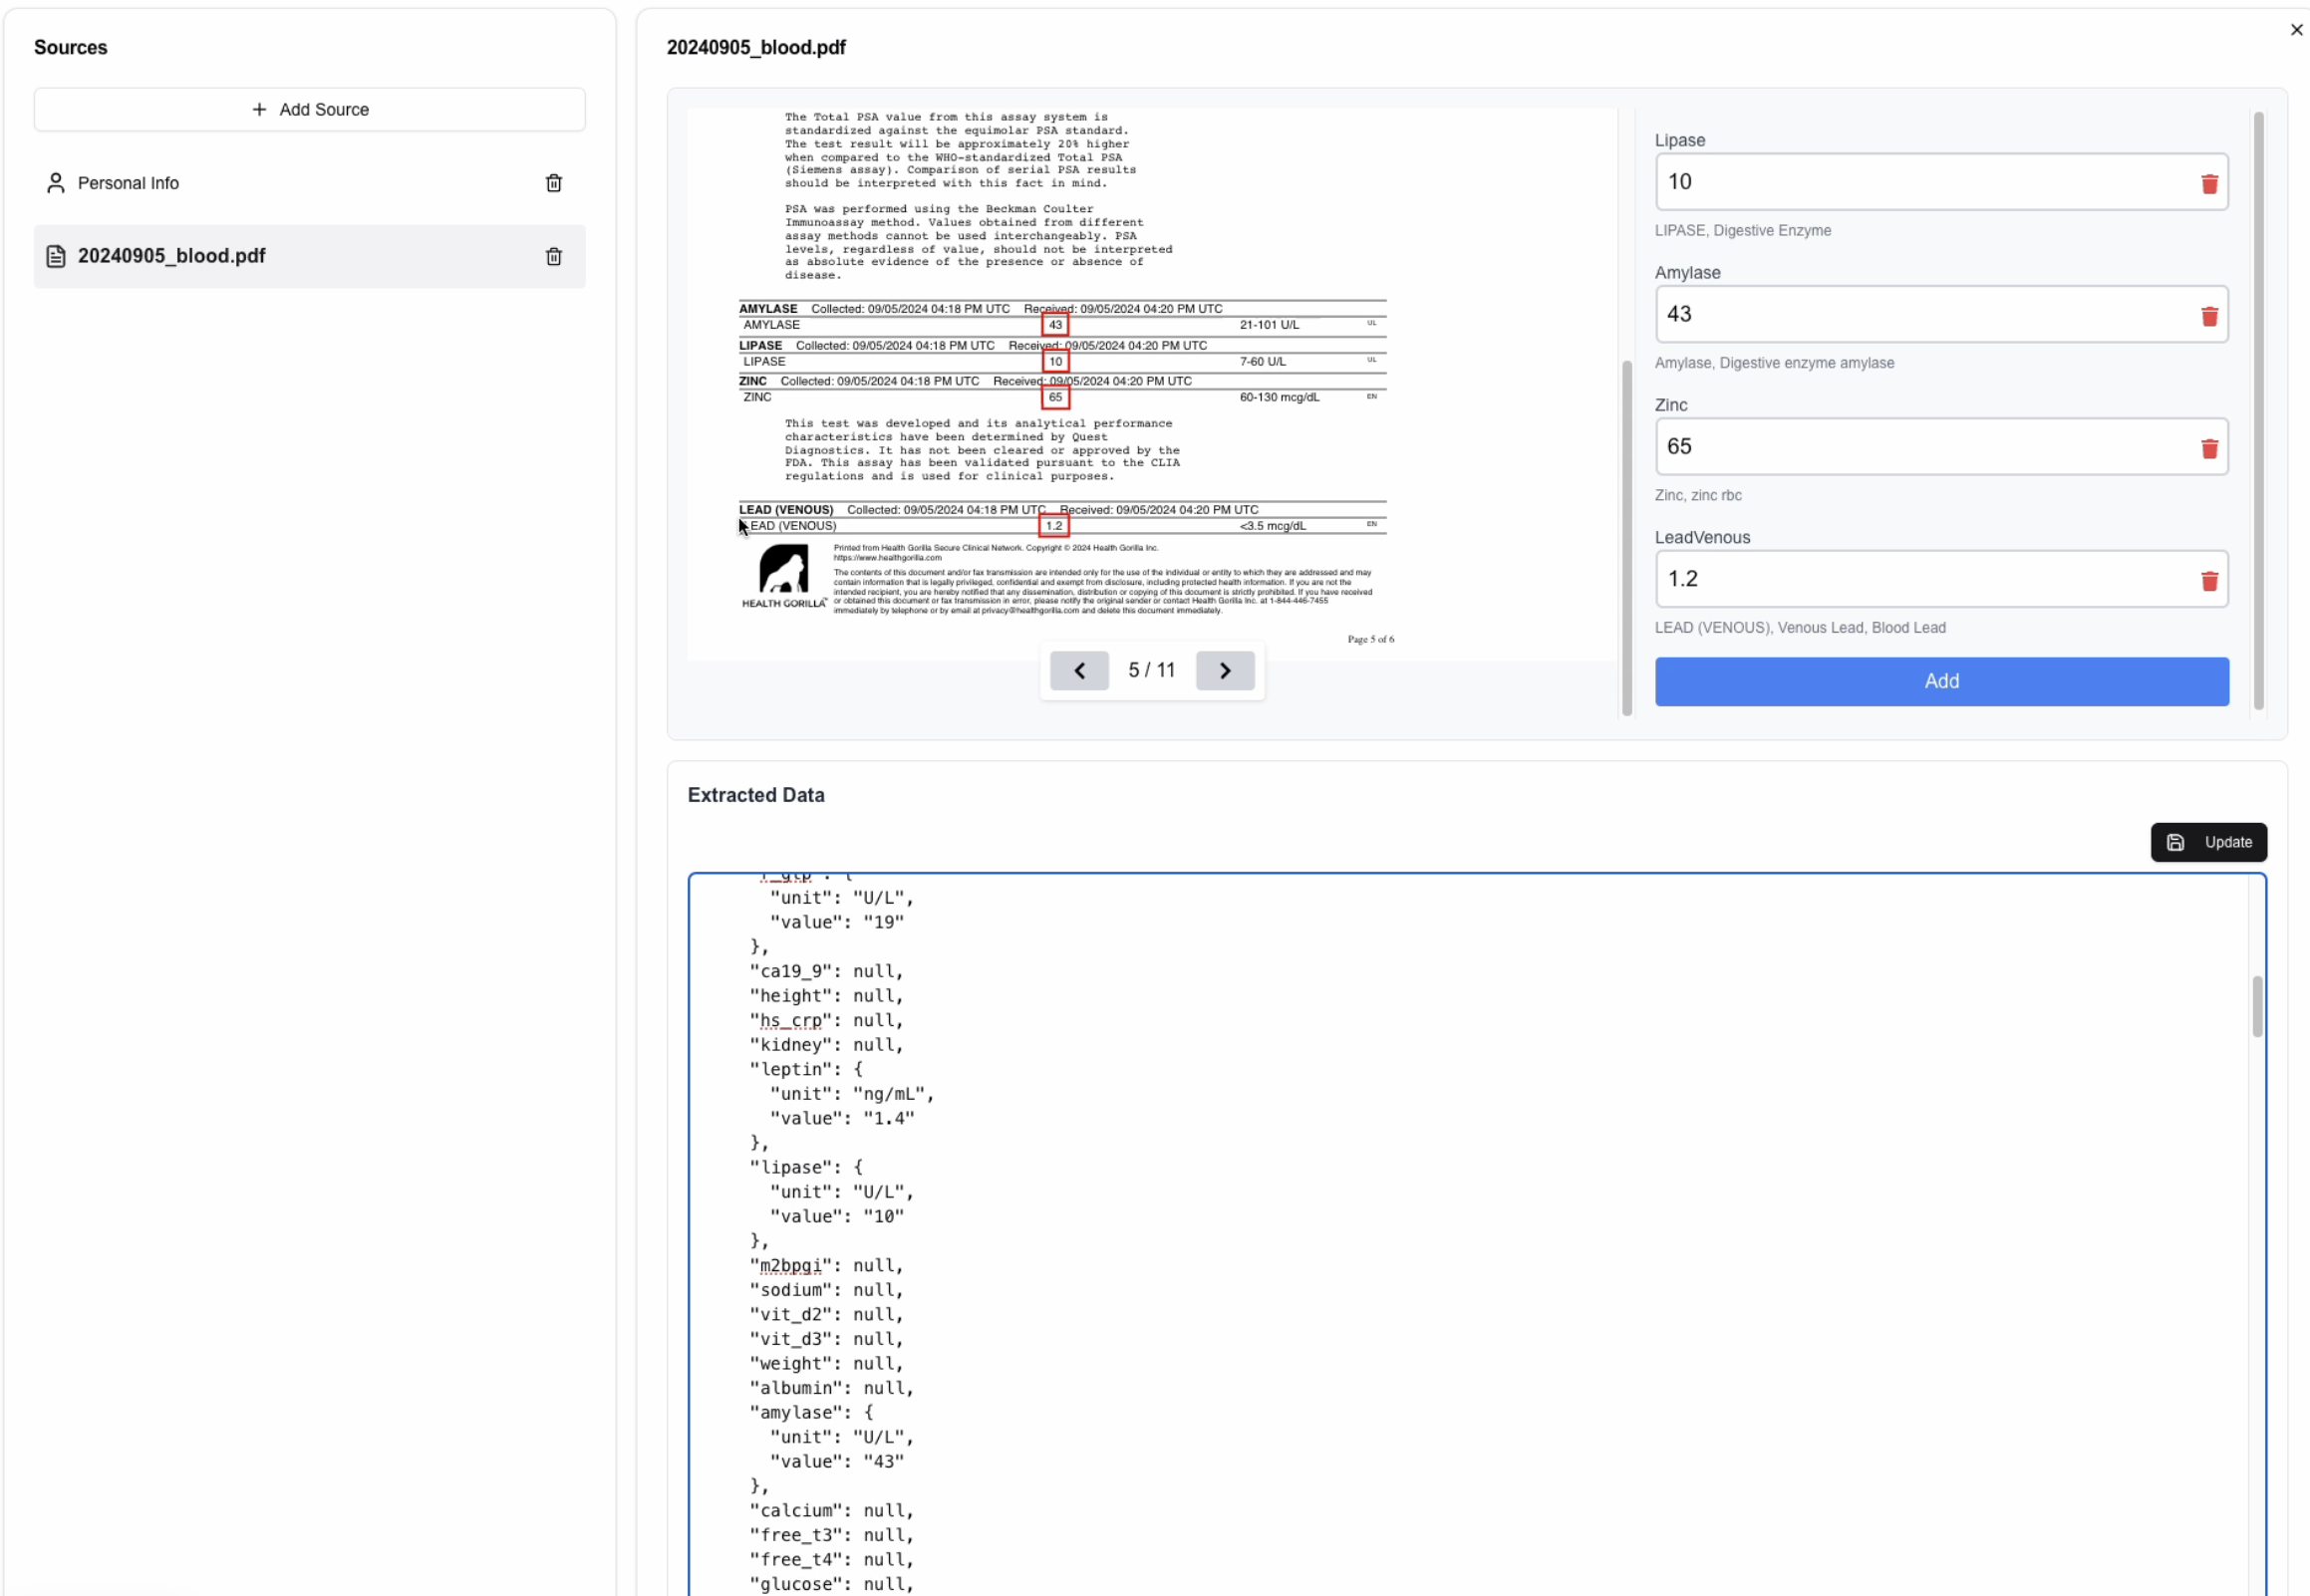 Sources
+ Add Source
Personal Info
20240905_blood.pdf
20240905_blood.pdf
The Total PSA value from this assay system is
standardized against the equimolar PSA standard.
The test result will be approximately 20% higher
when compared to the WHO-standardized Total PSA
(Siemens assay). Comparison of serial PSA results
should be interpreted with this fact in mind.
PSA was performed using the Beckman Coulter
Immunoassay method. Values obtained from different
assay methods cannot be used interchangeably. PSA
levels, regardless of value, should not be interpreted
as absolute evidence of the presence or absence of
disease.
AMYLASE Collected: 09/05/2024 04:18 PM UTC Received: 09/05/2024 04:20 PM UTC
AMYLASE 43 21-101 U/L UL
LIPASE Collected: 09/05/2024 04:18 PM UTC Received: 09/05/2024 04:20 PM UTC
LIPASE 10 7-60 U/L UL
ZINC Collected: 09/05/2024 04:18 PM UTC Received: 09/05/2024 04:20 PM UTC
ZINC 65 60-130 mcg/dL EN
This test was developed and its analytical performance
characteristics have been determined by Quest
Diagnostics. It has not been cleared or approved by the
FDA. This assay has been validated pursuant to the CLIA
regulations and is used for clinical purposes.
LEAD (VENOUS) Collected: 09/05/2024 04:18 PM UTC Received: 09/05/2024 04:20 PM UTC
LEAD (VENOUS) 1.2 <3.5 mcg/dL EN
Printed from Health Gorilla Secure Clinical Network. Copyright © 2024 Health Gorilla Inc.
https://www.healthgorilla.com
The contents of this document and/or fax transmission are intended only for the use of the individual or entity to which they are addressed and may
contain information that is legally privileged, confidential and exempt from disclosure, including protected health information. If you are not the
intended recipient, you are hereby notified that any dissemination, distribution or copying of this document is strictly prohibited. If you have received
or obtained this document or fax transmission in error, please notify the original sender or contact Health Gorilla Inc. at 1-844-446-7455
immediately by telephone or by email at privacy@healthgorilla.com and delete this document immediately.
HEALTH GORILLA™
Page 5 of 6
5 / 11
Lipase
10
LIPASE, Digestive Enzyme
Amylase
43
Amylase, Digestive enzyme amylase
Zinc
65
Zinc, zinc rbc
LeadVenous
1.2
LEAD (VENOUS), Venous Lead, Blood Lead
Add
Extracted Data
Update
"unit": "U/L",
"value": "19"
},
"ca19_9": null,
"height": null,
"hs_crp": null,
"kidney": null,
"leptin": {
"unit": "ng/mL",
"value": "1.4"
},
"lipase": {
"unit": "U/L",
"value": "10"
},
"m2bpgi": null,
"sodium": null,
"vit_d2": null,
"vit_d3": null,
"weight": null,
"albumin": null,
"amylase": {
"unit": "U/L",
"value": "43"
},
"calcium": null,
"free_t3": null,
"free_t4": null,
"glucose": null,